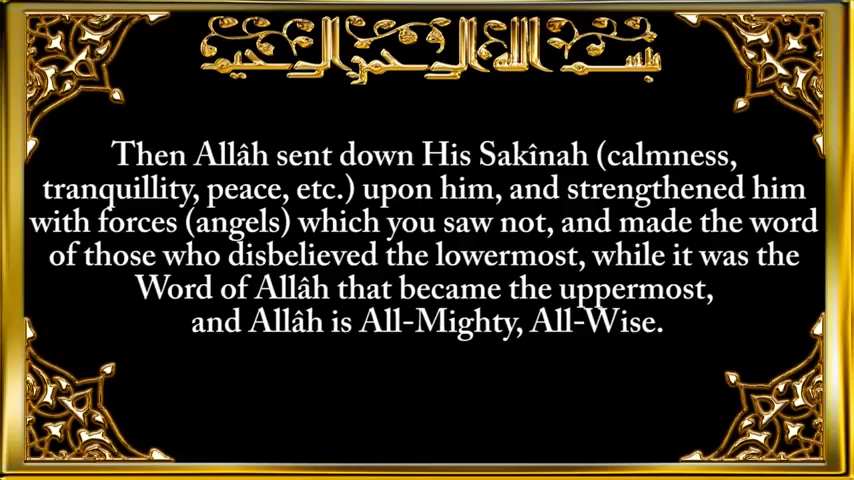 بسم الله الرحمن الرحيم
Then Allâh sent down His Sakînah (calmness,
tranquillity, peace, etc.) upon him, and strengthened him
with forces (angels) which you saw not, and made the word
of those who disbelieved the lowermost, while it was the
Word of Allâh that became the uppermost,
and Allâh is All-Mighty, All-Wise.